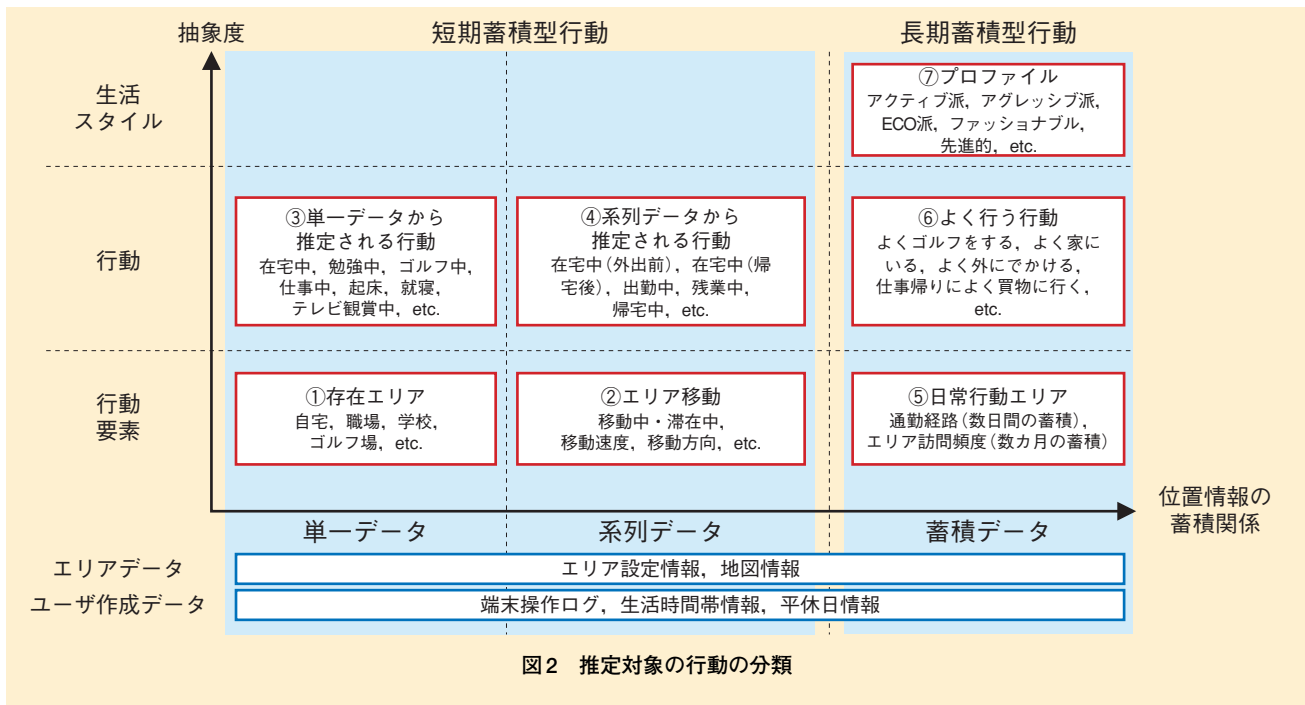 抽象度
短期蓄積型行動
長期蓄積型行動
生活
スタイル
⑦プロファイル
アクティブ派，アグレッシブ派，
ECO派，ファッショナブル，
先進的，etc.
行動
③単一データから
推定される行動
在宅中，勉強中，ゴルフ中，
仕事中，起床，就寝，
テレビ観賞中，etc.
④系列データから
推定される行動
在宅中（外出前），在宅中（帰
宅後），出勤中，残業中，
帰宅中，etc.
⑥よく行う行動
よくゴルフをする，よく家に
いる，よく外にでかける，
仕事帰りによく買物に行く，
etc.
行動
要素
①存在エリア
自宅，職場，学校，
ゴルフ場，etc.
②エリア移動
移動中・滞在中，
移動速度，移動方向，etc.
⑤日常行動エリア
通勤経路（数日間の蓄積），
エリア訪問頻度（数カ月の蓄積）
位置情報の
蓄積関係
単一データ
系列データ
蓄積データ
エリアデータ
エリア設定情報，地図情報
ユーザ作成データ
端末操作ログ，生活時間帯情報，平休日情報
図2　推定対象の行動の分類